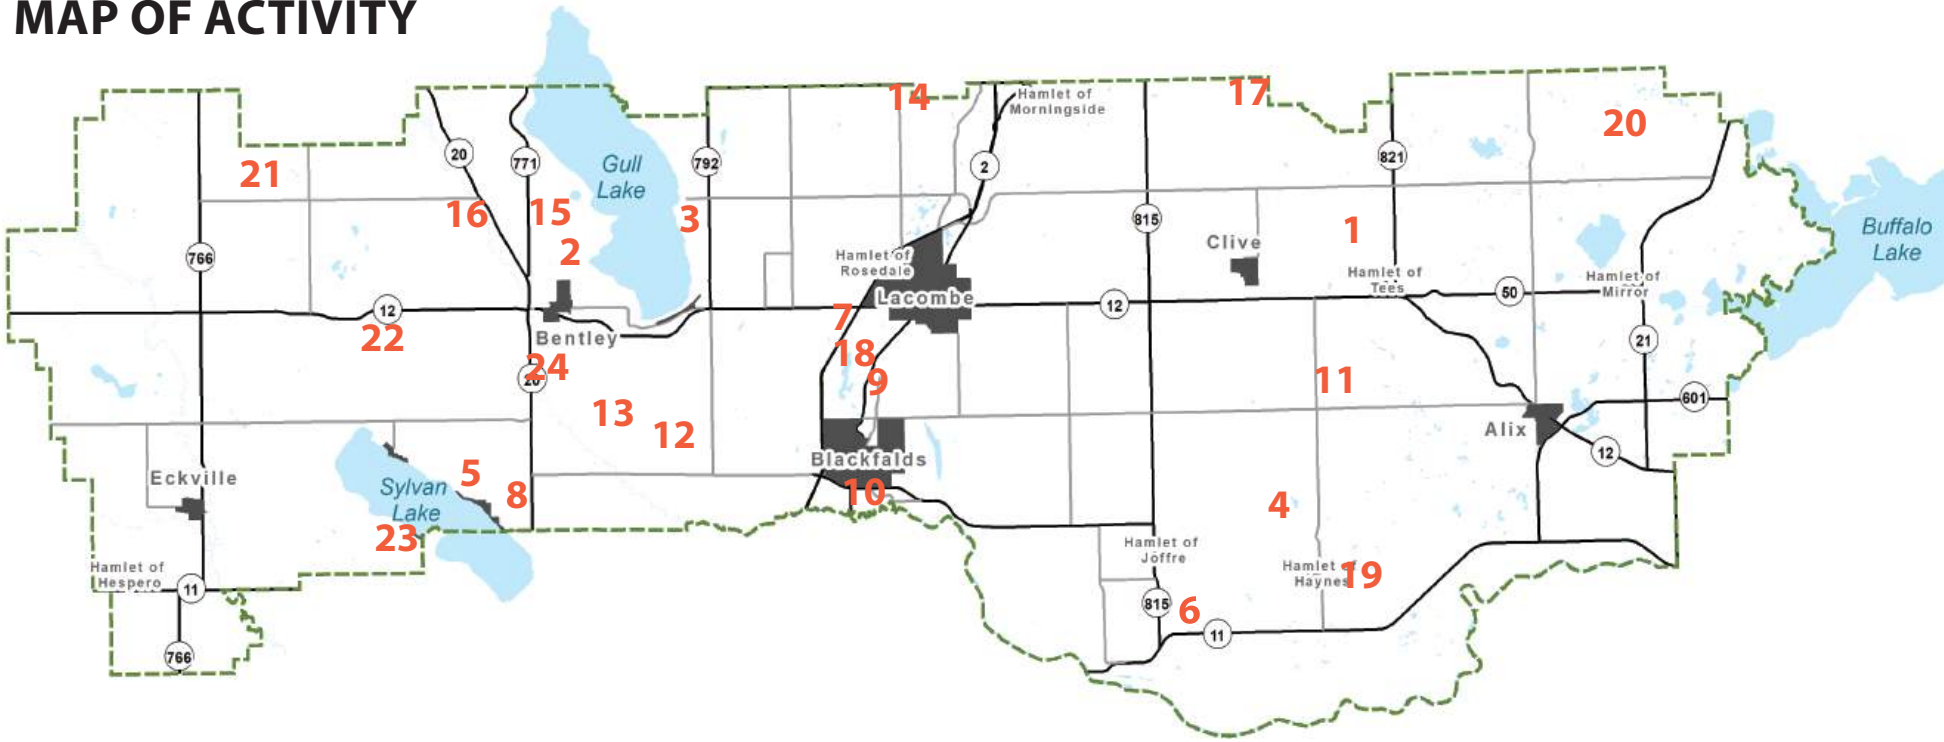 MAP OF ACTIVITY
14
17
Hamlet of
Morningside
20
20
771
Gull
Lake
792
2
821
21
16
15
3
815
1
Buffalo
Lake
766
2
Hamlet of
Rosedale
Clive
Hamlet of
Tees
50
Hamlet of
Mirror
12
Lacombe
12
7
22
Bentley
18
21
24
20
9
11
601
13
12
Alix
12
Blackfalds
Eckville
5
8
Sylvan
Lake
10
4
23
Hamlet of
Joffre
Hamlet of
Hespero
11
Hamlet of
Haynes
19
815
6
11
766